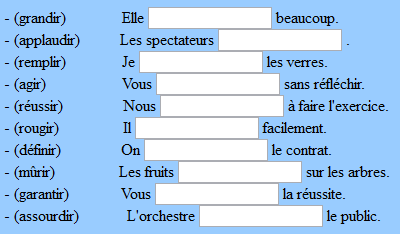 - (grandir) Elle beaucoup.
- (applaudir) Les spectateurs .
- (remplir) Je les verres.
- (agir) Vous sans réfléchir.
- (réussir) Nous à faire l'exercice.
- (rougir) Il facilement.
- (définir) On le contrat.
- (mûrir) Les fruits sur les arbres.
- (garantir) Vous la réussite.
- (assourdir) L'orchestre le public.